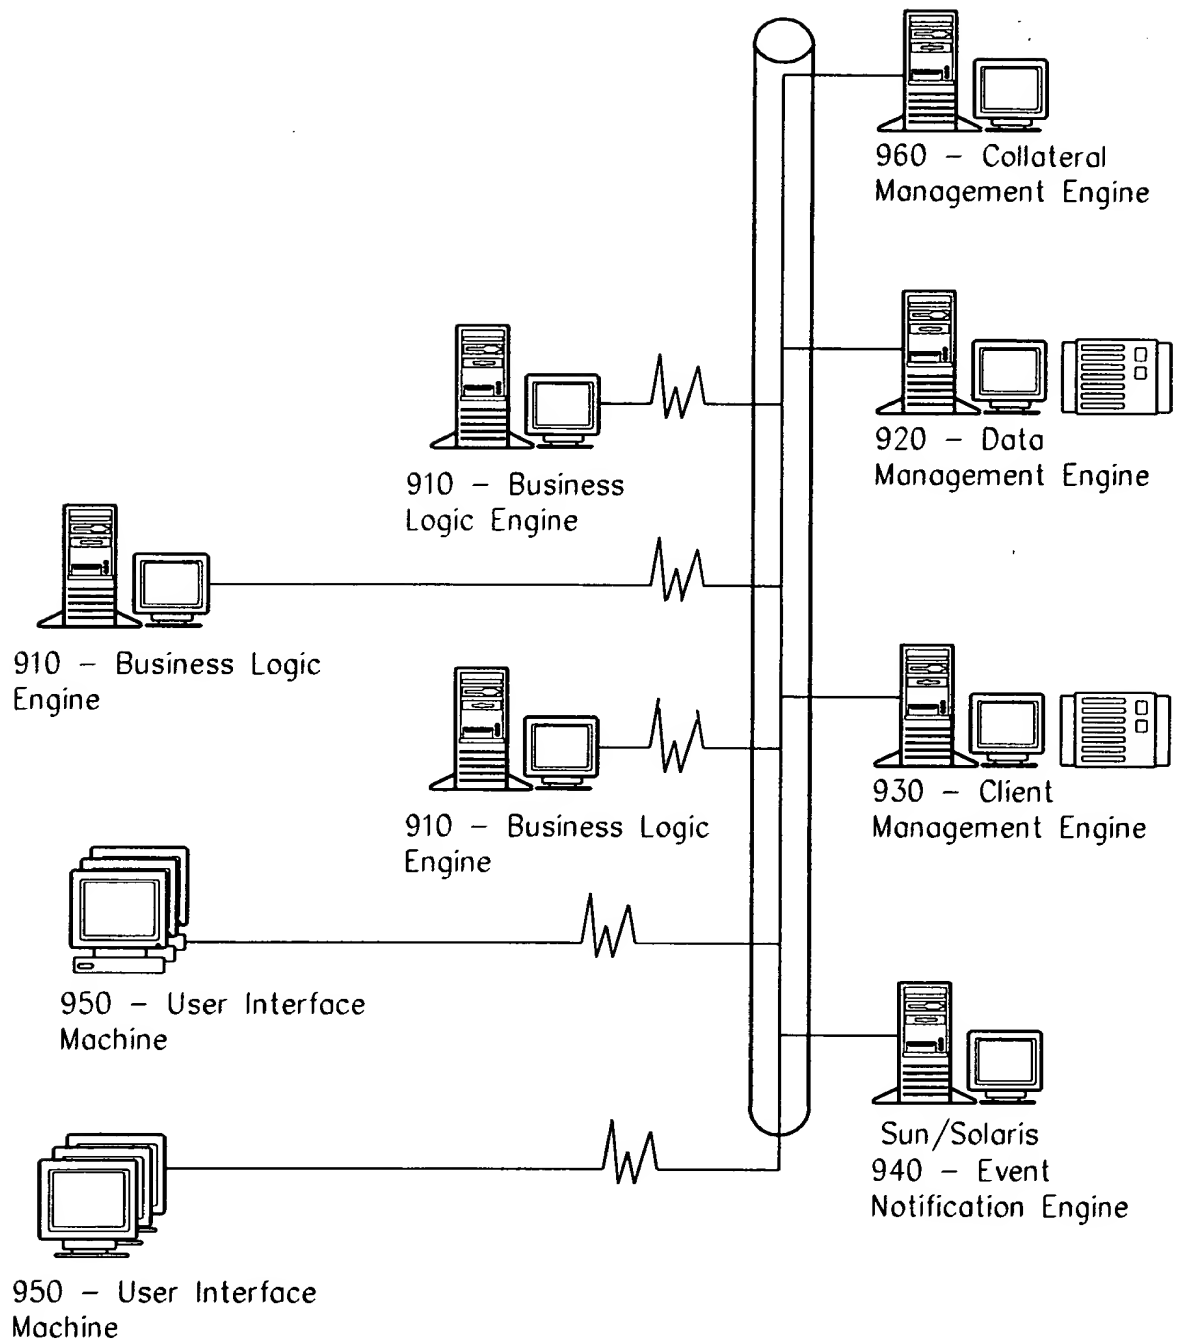 960 – Collateral
Management Engine
920 – Data
Management Engine
910 – Business
Logic Engine
910 – Business Logic
Engine
930 – Client
Management Engine
910 – Business Logic
Engine
950 – User Interface
Machine
Sun/Solaris
940 – Event
Notification Engine
950 – User Interface
Machine